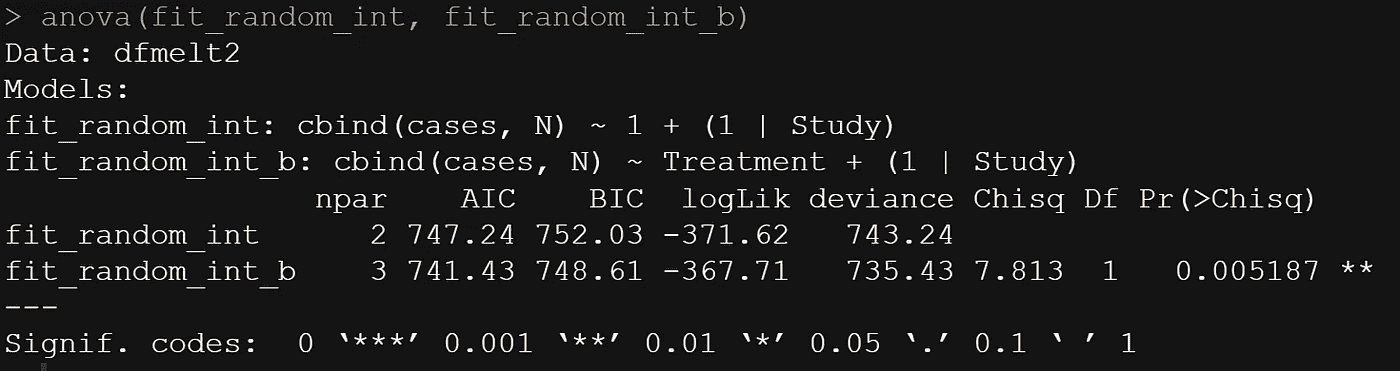 > anova(fit_random_int, fit_random_int_b)
Data: dfmelt2
Models:
fit_random_int: cbind(cases, N) ~ 1 + (1 | Study)
fit_random_int_b: cbind(cases, N) ~ Treatment + (1 | Study)
                 npar    AIC    BIC  logLik deviance Chisq Df Pr(>Chisq)
fit_random_int      2 747.24 752.03 -371.62   743.24
fit_random_int_b    3 741.43 748.61 -367.71   735.43 7.813  1   0.005187 **
---
Signif. codes:  0 ‘***’ 0.001 ‘**’ 0.01 ‘*’ 0.05 ‘.’ 0.1 ‘ ’ 1